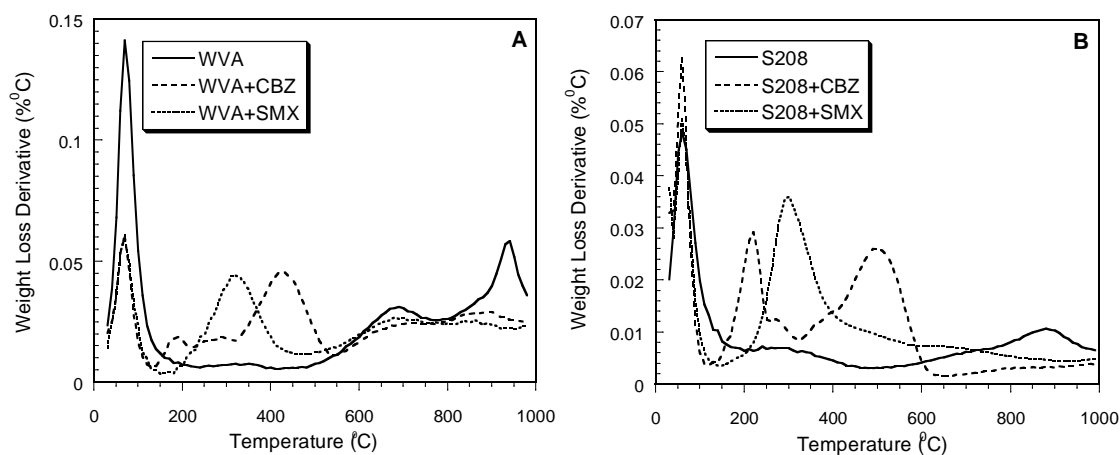 A
WVA
WVA+CBZ
WVA+SMX
Weight Loss Derivative (%⁰C)
0.15
0.10
0.05
0
0 200 400 600 800 1000
Temperature (⁰C)
B
S208
S208+CBZ
S208+SMX
Weight Loss Derivative (%⁰C)
0.07
0.06
0.05
0.04
0.03
0.02
0.01
0
0 200 400 600 800 1000
Temperature (⁰C)